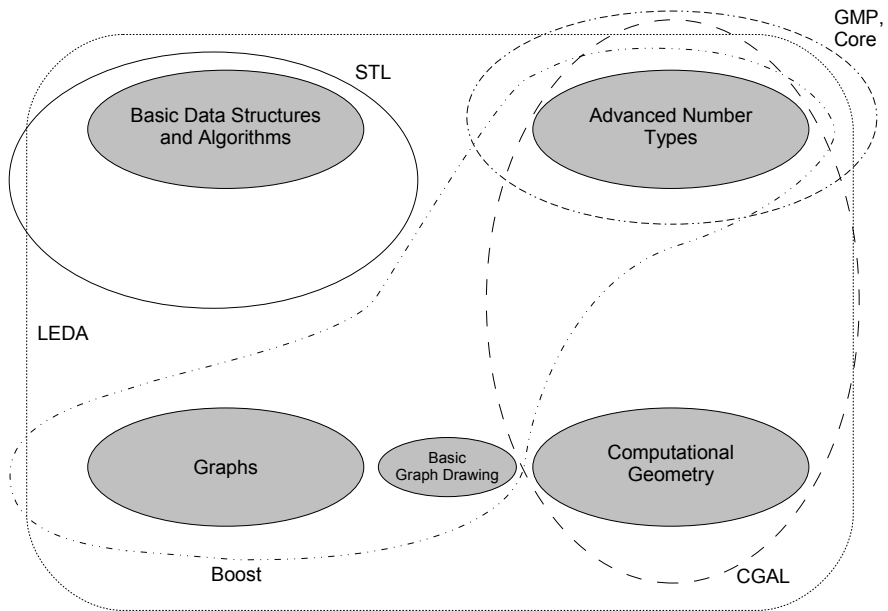 GMP,
Core
STL
Basic Data Structures
and Algorithms
Advanced Number
Types
LEDA
Graphs
Basic
Graph Drawing
Computational
Geometry
Boost
CGAL